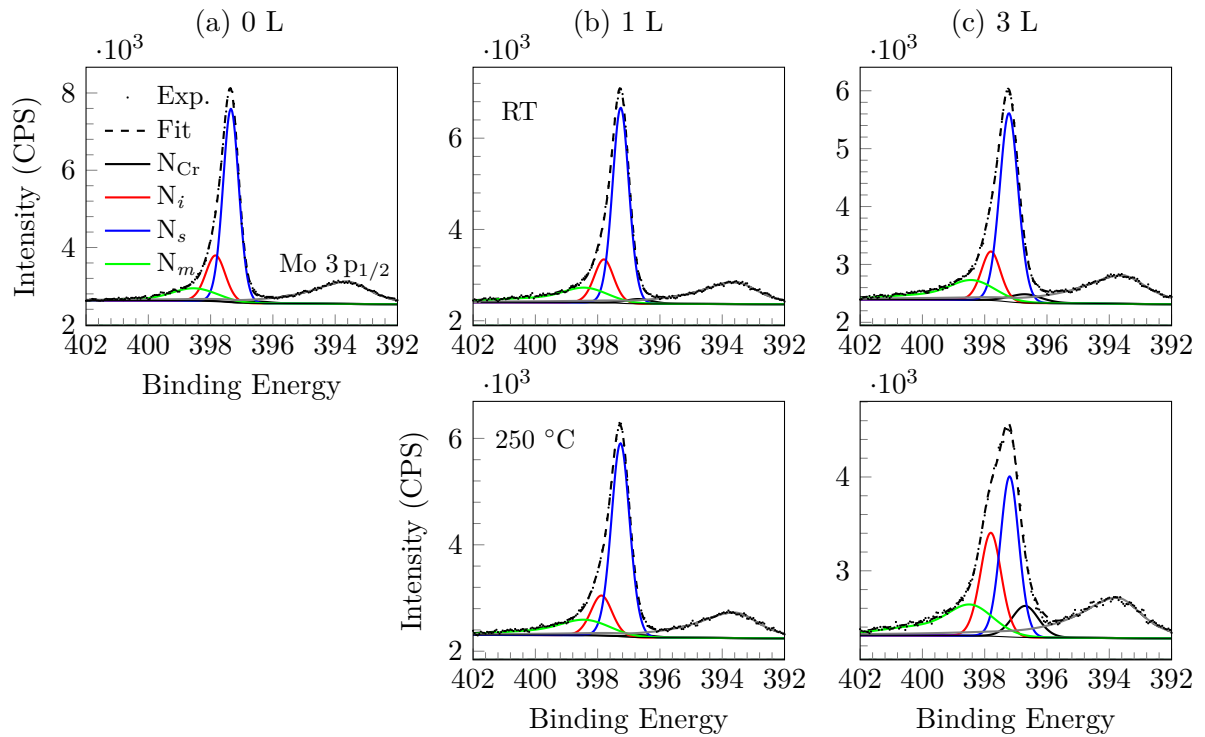 (a) 0 L
(b) 1 L
(c) 3 L
·10³
8
6
4
2
Intensity (CPS)
Exp.
Fit
N_Cr
N_i
N_s
N_m
Mo 3 p_1/2
402 400 398 396 394 392
Binding Energy
·10³
RT
6
4
2
402 400 398 396 394 392
·10³
6
5
4
3
2
402 400 398 396 394 392
·10³
250 °C
6
4
2
Intensity (CPS)
402 400 398 396 394 392
Binding Energy
·10³
4
3
402 400 398 396 394 392
Binding Energy